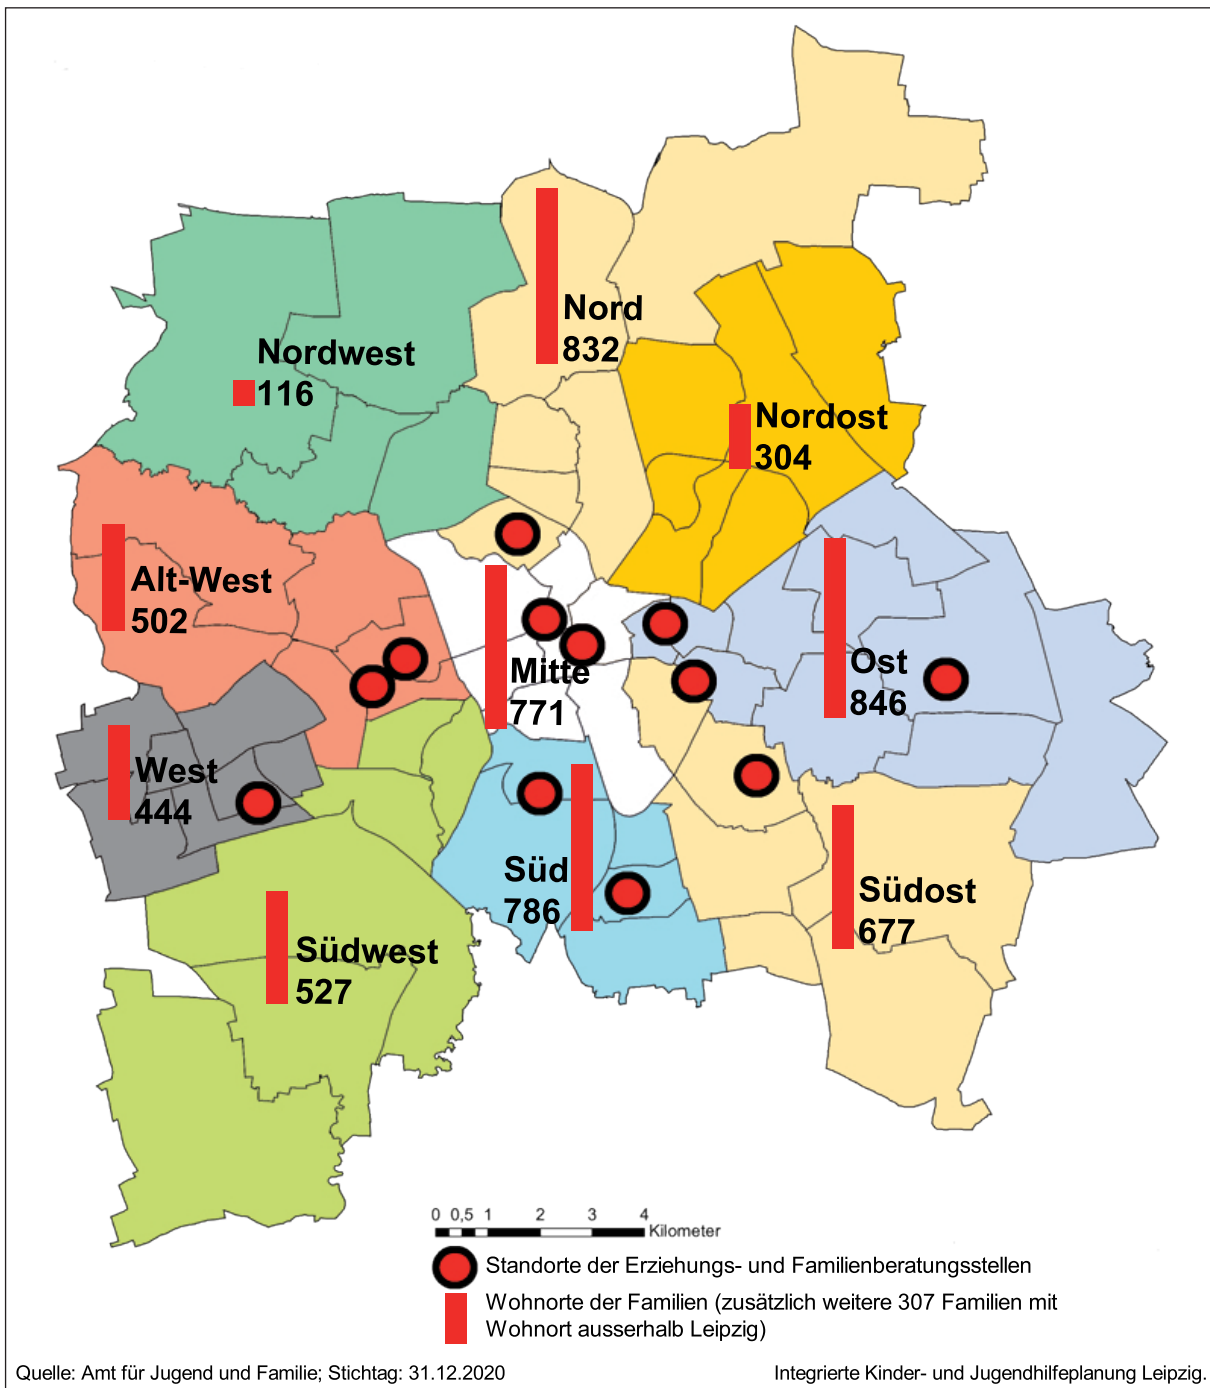 Nord
832
Nordwest
116
Nordost
304
Alt-West
502
Mitte
771
Ost
846
West
444
Süd
786
Südost
677
Südwest
527
0 0,5 1 2 3 4
Kilometer
Standorte der Erziehungs- und Familienberatungsstellen
Wohnorte der Familien (zusätzlich weitere 307 Familien mit
Wohnort ausserhalb Leipzig)
Quelle: Amt für Jugend und Familie; Stichtag: 31.12.2020
Integrierte Kinder- und Jugendhilfeplanung Leipzig.